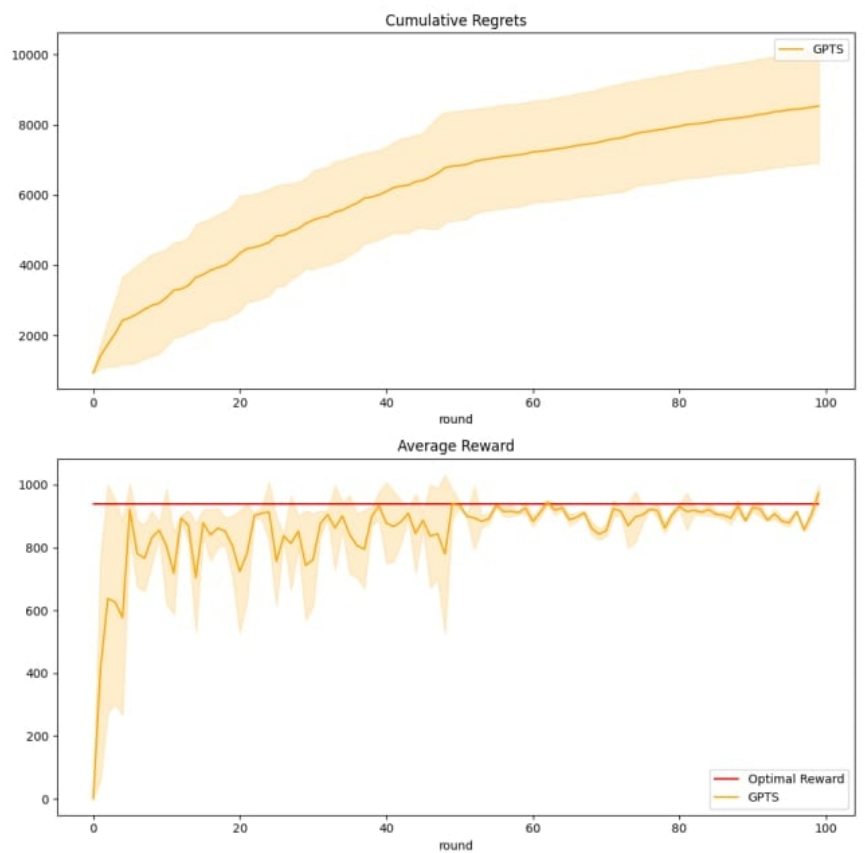 Cumulative Regrets
GPTS
10000
8000
6000
4000
2000
0 20 40 60 80 100
round
Average Reward
1000
800
600
400
200
0
Optimal Reward
GPTS
0 20 40 60 80 100
round